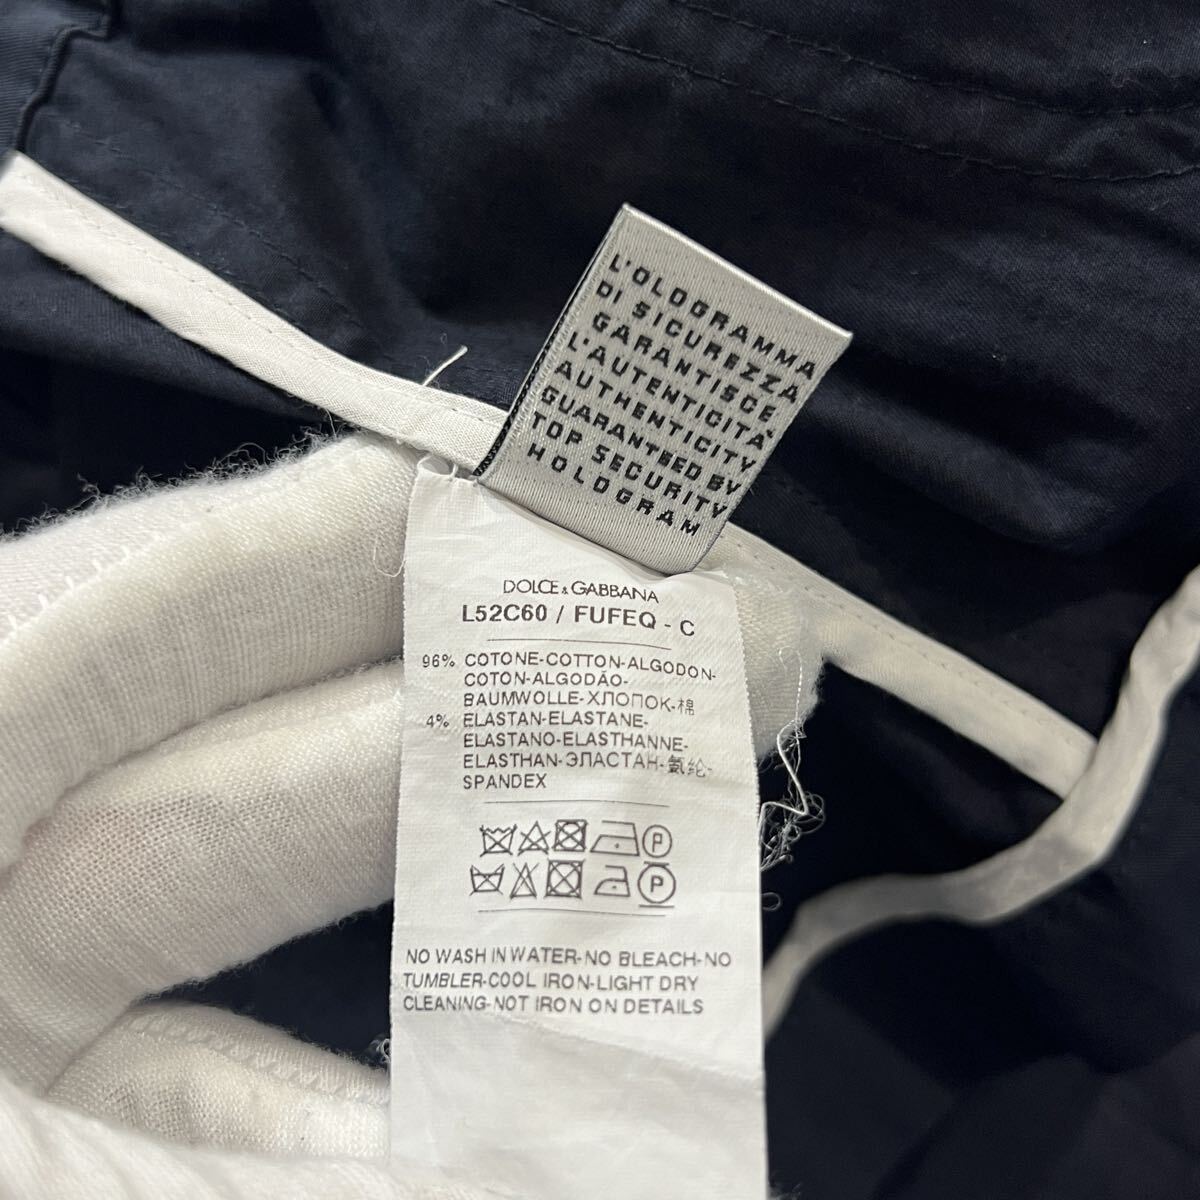 L'OLOGRAMMA
DI SICUREZZA
GARANTISCE
L'AUTENTICITA'
AUTHENTICITY
GUARANTEED BY
TOP SECURITY
HOLOGRAM
DOLCE & GABBANA
L52C60 / FUFEQ - C
96% COTONE-COTTON-ALGODON-
COTON-ALGODÃO-
BAUMWOLLE-ХЛОПОК-棉
4% ELASTAN-ELASTANE-
ELASTANO-ELASTHANNE-
ELASTHAN-ЭЛАСТАН-氨纶-
SPANDEX
P
P
NO WASH IN WATER-NO BLEACH-NO
TUMBLER-COOL IRON-LIGHT DRY
CLEANING-NOT IRON ON DETAILS